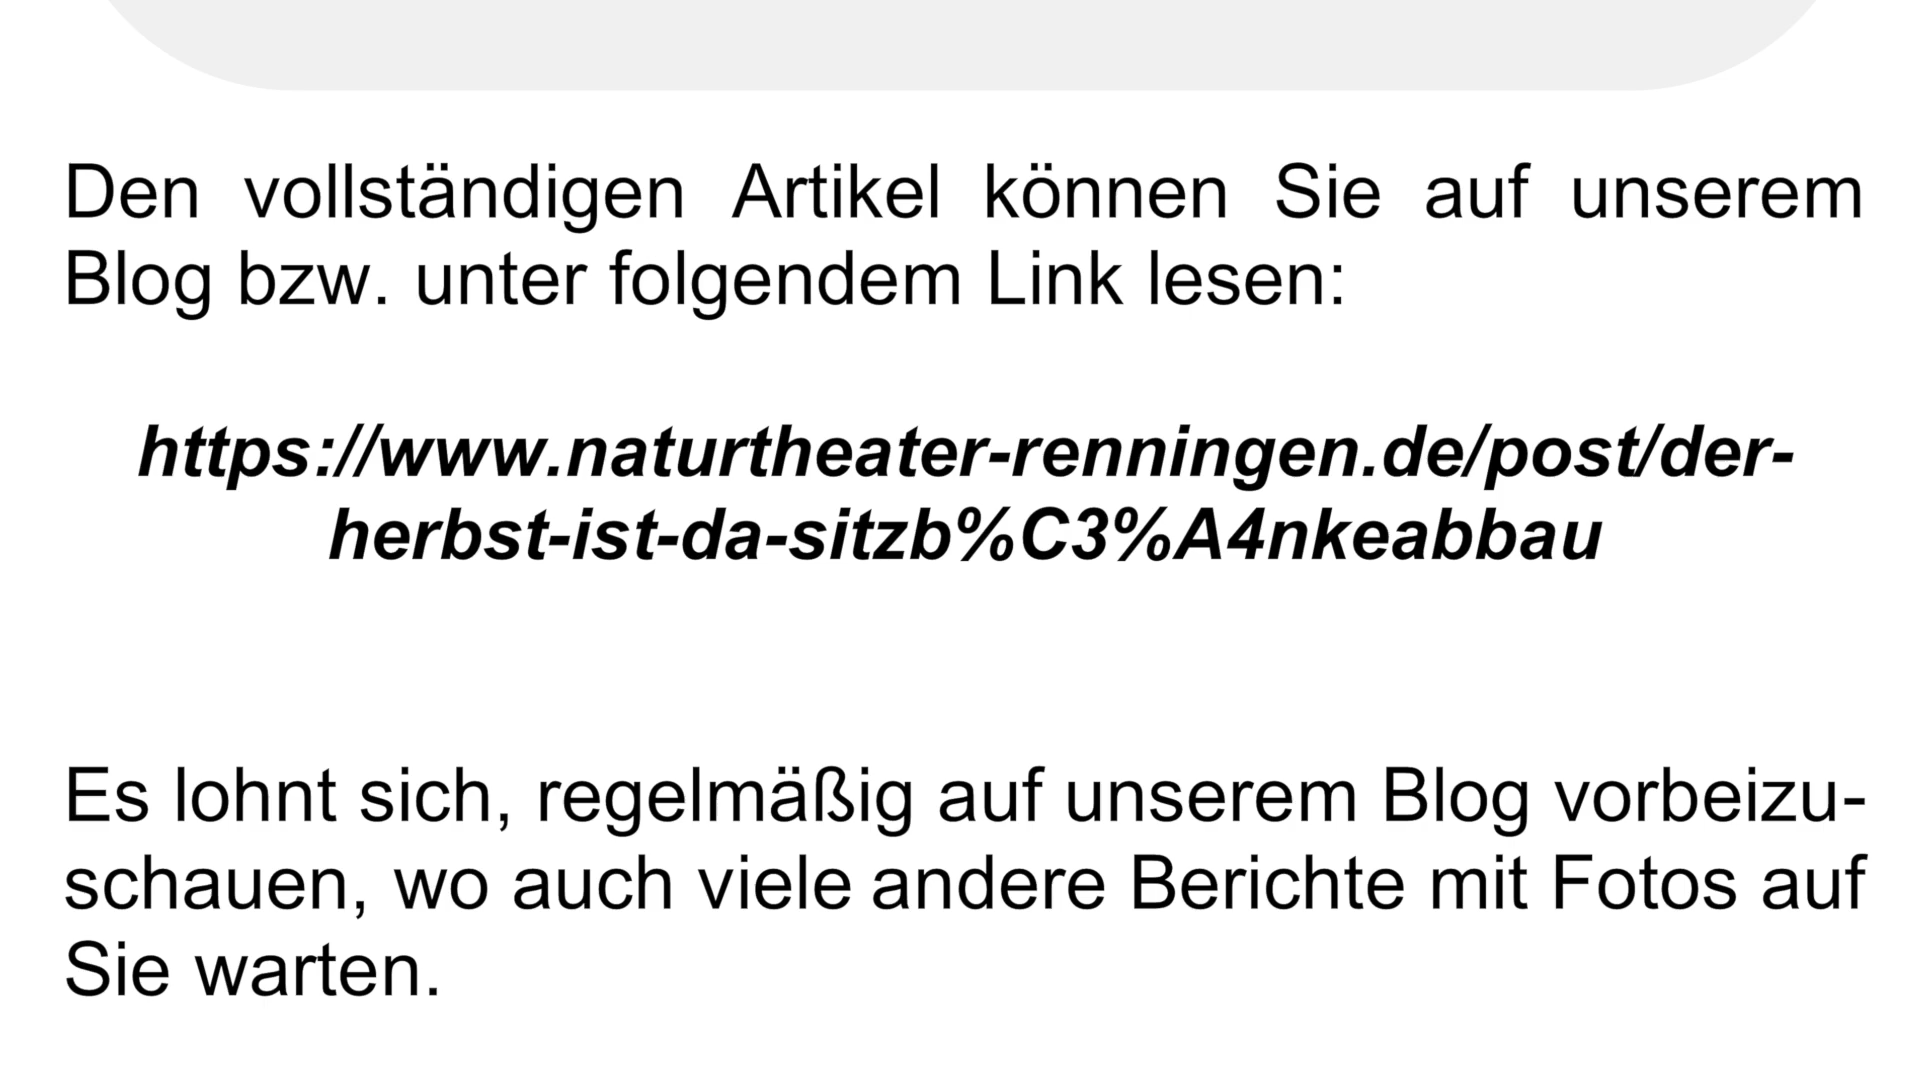 Den vollständigen Artikel können Sie auf unserem
Blog bzw. unter folgendem Link lesen:
https://www.naturtheater-renningen.de/post/der-
herbst-ist-da-sitzb%C3%A4nkeabbau
Es lohnt sich, regelmäßig auf unserem Blog vorbeizu-
schauen, wo auch viele andere Berichte mit Fotos auf
Sie warten.